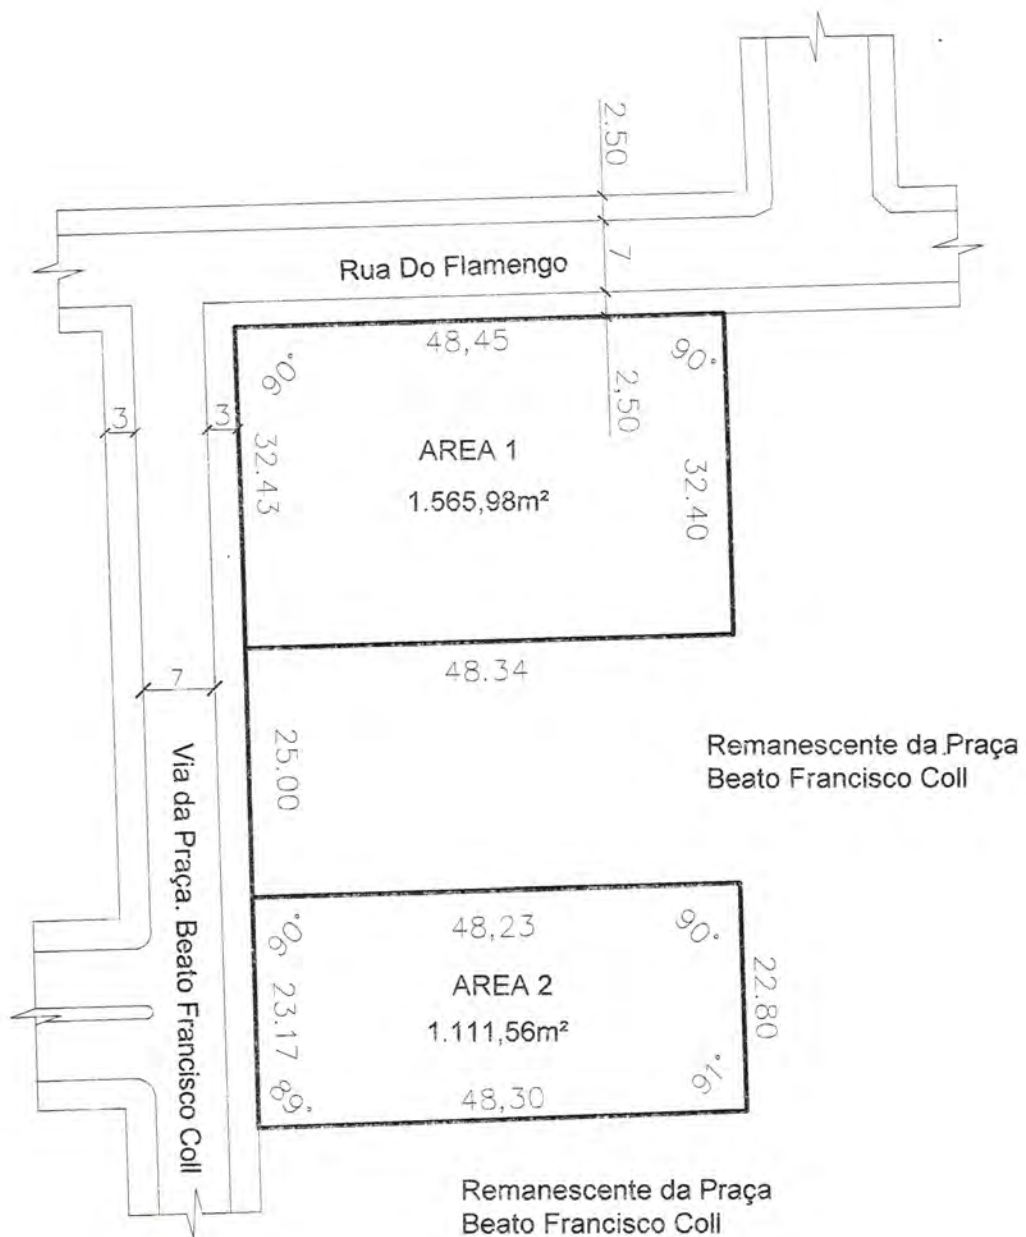 2.50
Rua Do Flamengo
7
48,45
90°
90°
2,50
3
3
AREA 1
32.43
32.40
1.565,98m²
48.34
7
25.00
Remanescente da Praça
Beato Francisco Coll
Via da Praça. Beato Francisco Coll
48,23
90°
90°
AREA 2
22.80
23.17
1.111,56m²
91°
89°
48,30
Remanescente da Praça
Beato Francisco Coll